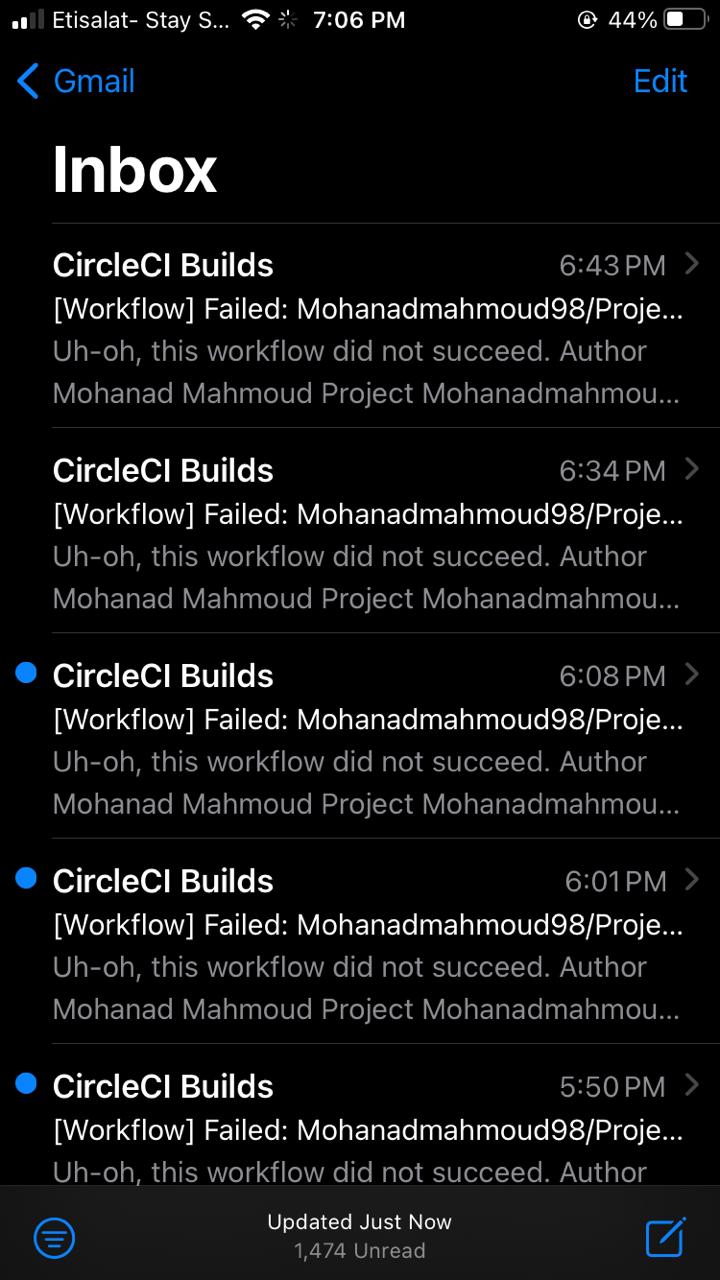 Etisalat- Stay S... 7:06 PM 44%
Gmail Edit
Inbox
CircleCI Builds 6:43 PM
[Workflow] Failed: Mohanadmahmoud98/Proje...
Uh-oh, this workflow did not succeed. Author
Mohanad Mahmoud Project Mohanadmahmou...
CircleCI Builds 6:34 PM
[Workflow] Failed: Mohanadmahmoud98/Proje...
Uh-oh, this workflow did not succeed. Author
Mohanad Mahmoud Project Mohanadmahmou...
CircleCI Builds 6:08 PM
[Workflow] Failed: Mohanadmahmoud98/Proje...
Uh-oh, this workflow did not succeed. Author
Mohanad Mahmoud Project Mohanadmahmou...
CircleCI Builds 6:01 PM
[Workflow] Failed: Mohanadmahmoud98/Proje...
Uh-oh, this workflow did not succeed. Author
Mohanad Mahmoud Project Mohanadmahmou...
CircleCI Builds 5:50 PM
[Workflow] Failed: Mohanadmahmoud98/Proje...
Uh-oh, this workflow did not succeed. Author
Updated Just Now
1,474 Unread